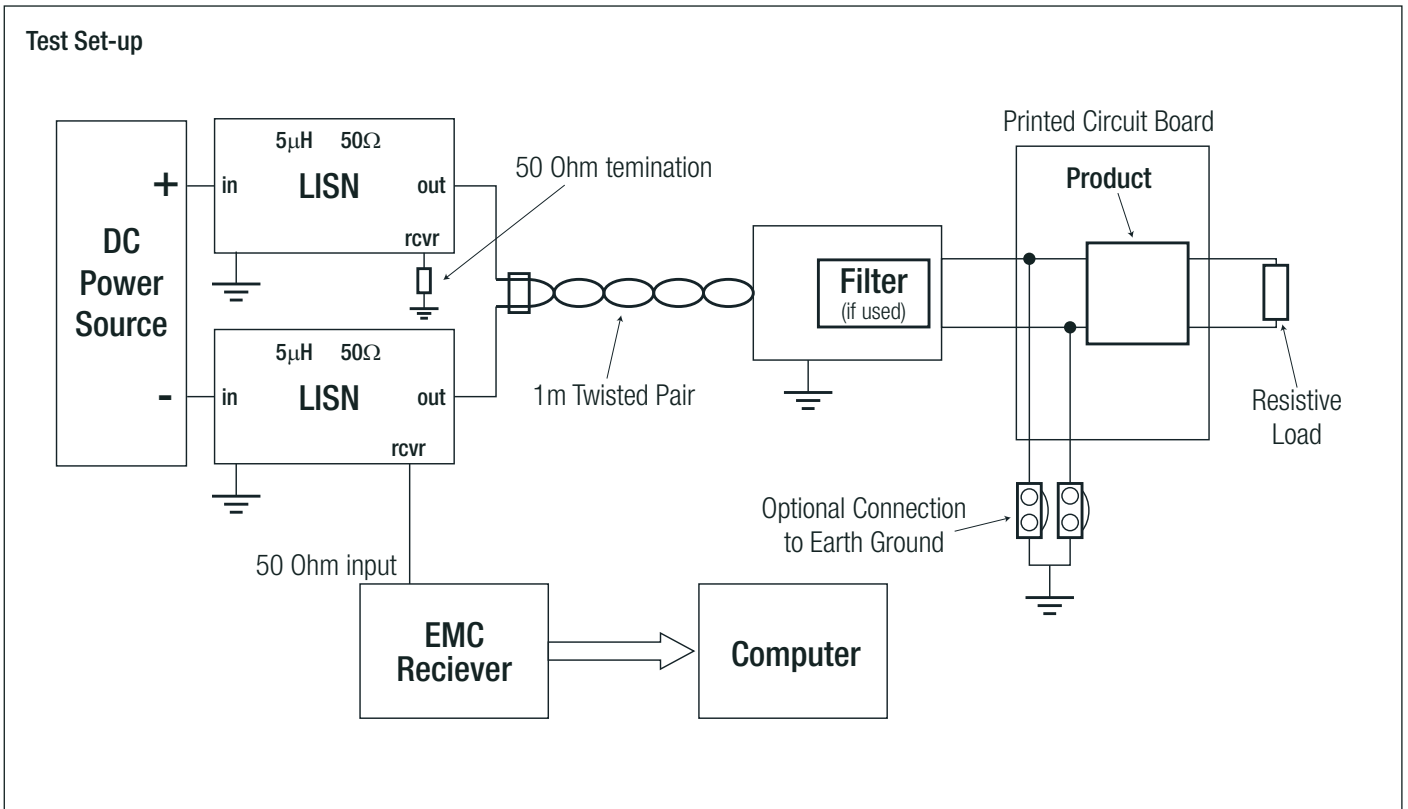 Test Set-up
DC
Power
Source
+
-
5μH 50Ω
LISN
in
out
rcvr
50 Ohm temination
5μH 50Ω
LISN
in
out
rcvr
1m Twisted Pair
Filter
(if used)
Printed Circuit Board
Product
Resistive
Load
Optional Connection
to Earth Ground
50 Ohm input
EMC
Reciever
Computer